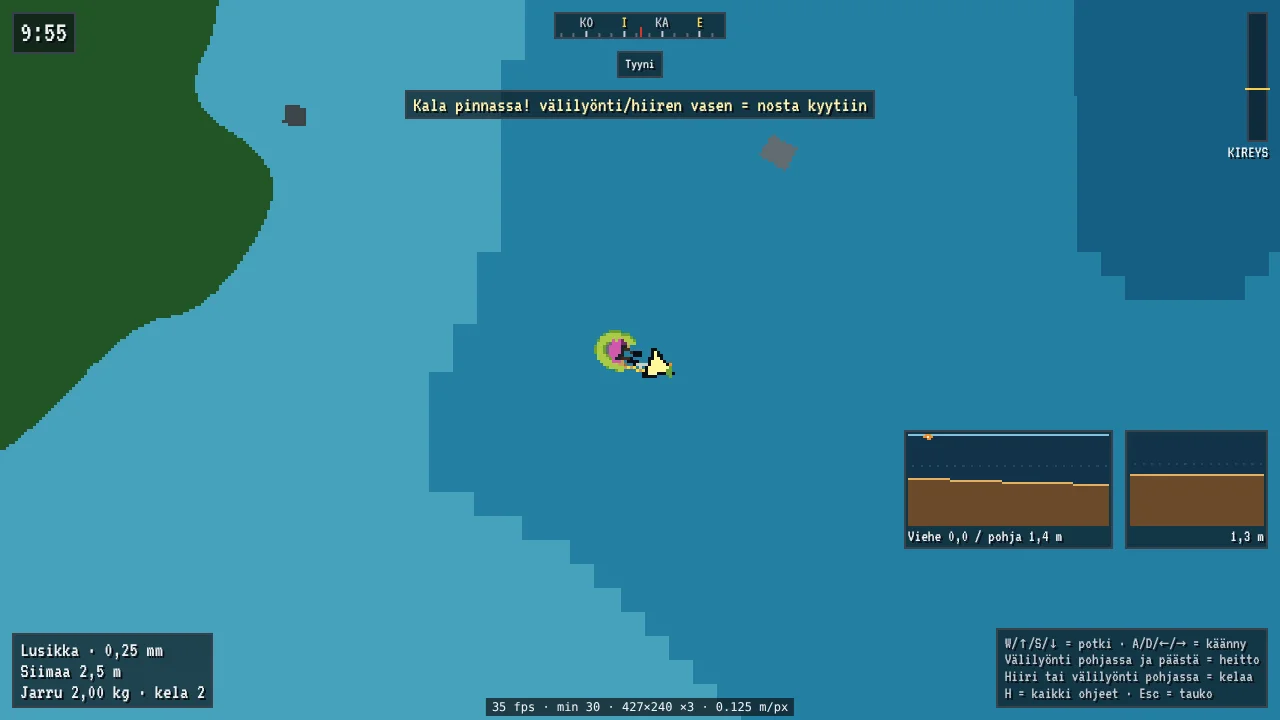 9:55
KO I KA E
Tyyni
Kala pinnassa! välilyönti/hiiren vasen = nosta kyytiin
KIREYS
Viehe 0,0 / pohja 1,4 m
1,3 m
Lusikka · 0,25 mm
Siimaa 2,5 m
Jarru 2,00 kg · kela 2
W/↑/S/↓ = potki · A/D/←/→ = käänny
Välilyönti pohjassa ja päästä = heitto
Hiiri tai välilyönti pohjassa = kelaa
H = kaikki ohjeet · Esc = tauko
35 fps · min 30 · 427×240 ×3 · 0.125 m/px